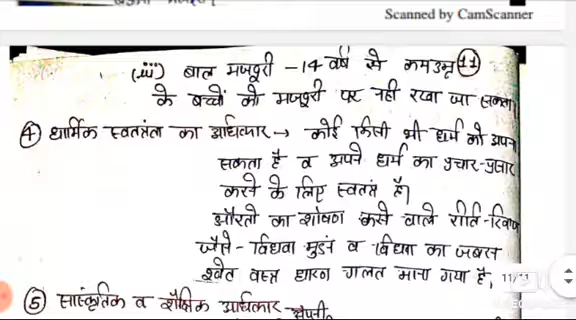 Scanned by CamScanner
(iii) बाल मजदूरी – 14 वर्ष से कम उम्र 11
के बच्चों को मजदूरी पर नही रखा जा सकता
④ धार्मिक स्वतंत्रता का अधिकार → कोई किसी भी धर्म को अपना
सकता है व अपने धर्म का प्रचार-प्रसार
करने के लिए स्वतंत्र है।
औरतो का शोषण करने वाले रीति-रिवाज
जैसे - विधवा मुडंन व विधवा का जबरन
श्वेत वस्त्र धारण गलत माना गया है,
⑤ सांस्कृतिक व शैक्षिक अधिकार